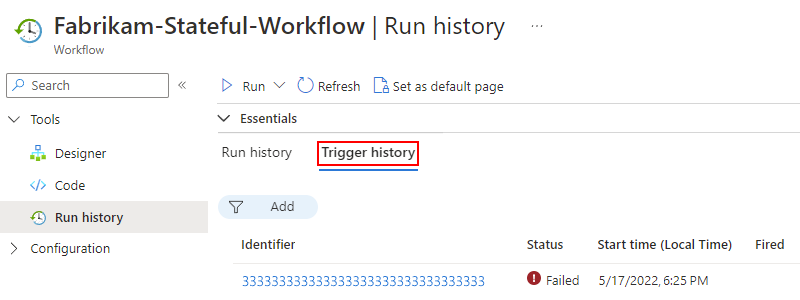 Fabrikam-Stateful-Workflow | Run history ...
Workflow
Search «
Run Refresh Set as default page
Tools
Essentials
Designer
Run history Trigger history
Code
Add
Run history
Configuration
Identifier Status Start time (Local Time) Fired
333333333333333333333333333333333 Failed 5/17/2022, 6:25 PM